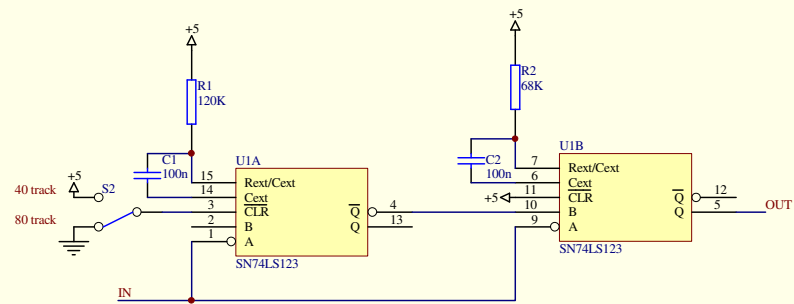 +5
R1
120K
C1
100n
U1A
+5
40 track
S2
80 track
15
14
3
2
1
Rext/Cext
Cext
CLR
B
A
Q
Q
4
13
SN74LS123
IN
+5
R2
68K
C2
100n
U1B
7
6
11
10
9
+5
Rext/Cext
Cext
CLR
B
A
Q
Q
12
5
OUT
SN74LS123